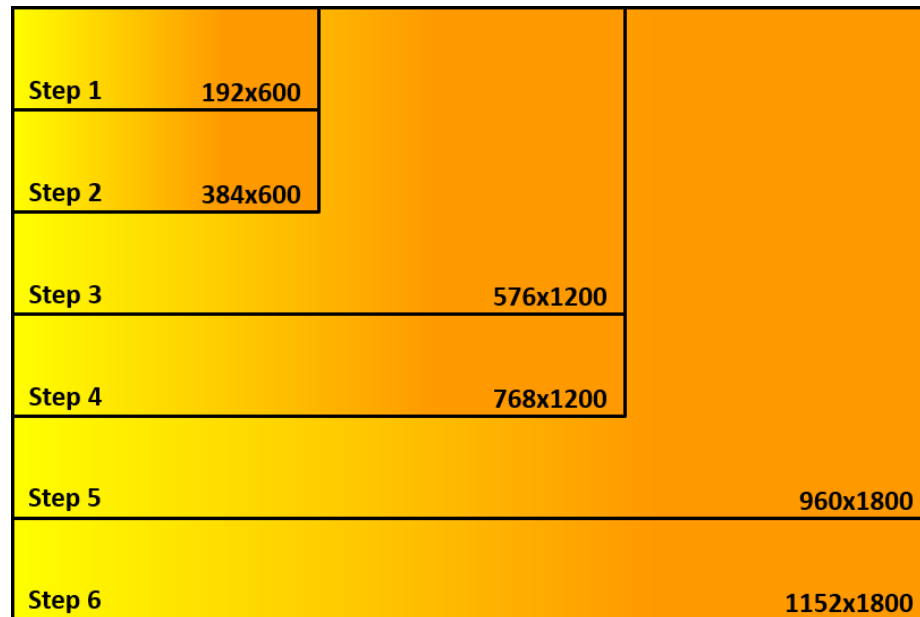 Step 1 192x600
Step 2 384x600
Step 3 576x1200
Step 4 768x1200
Step 5 960x1800
Step 6 1152x1800